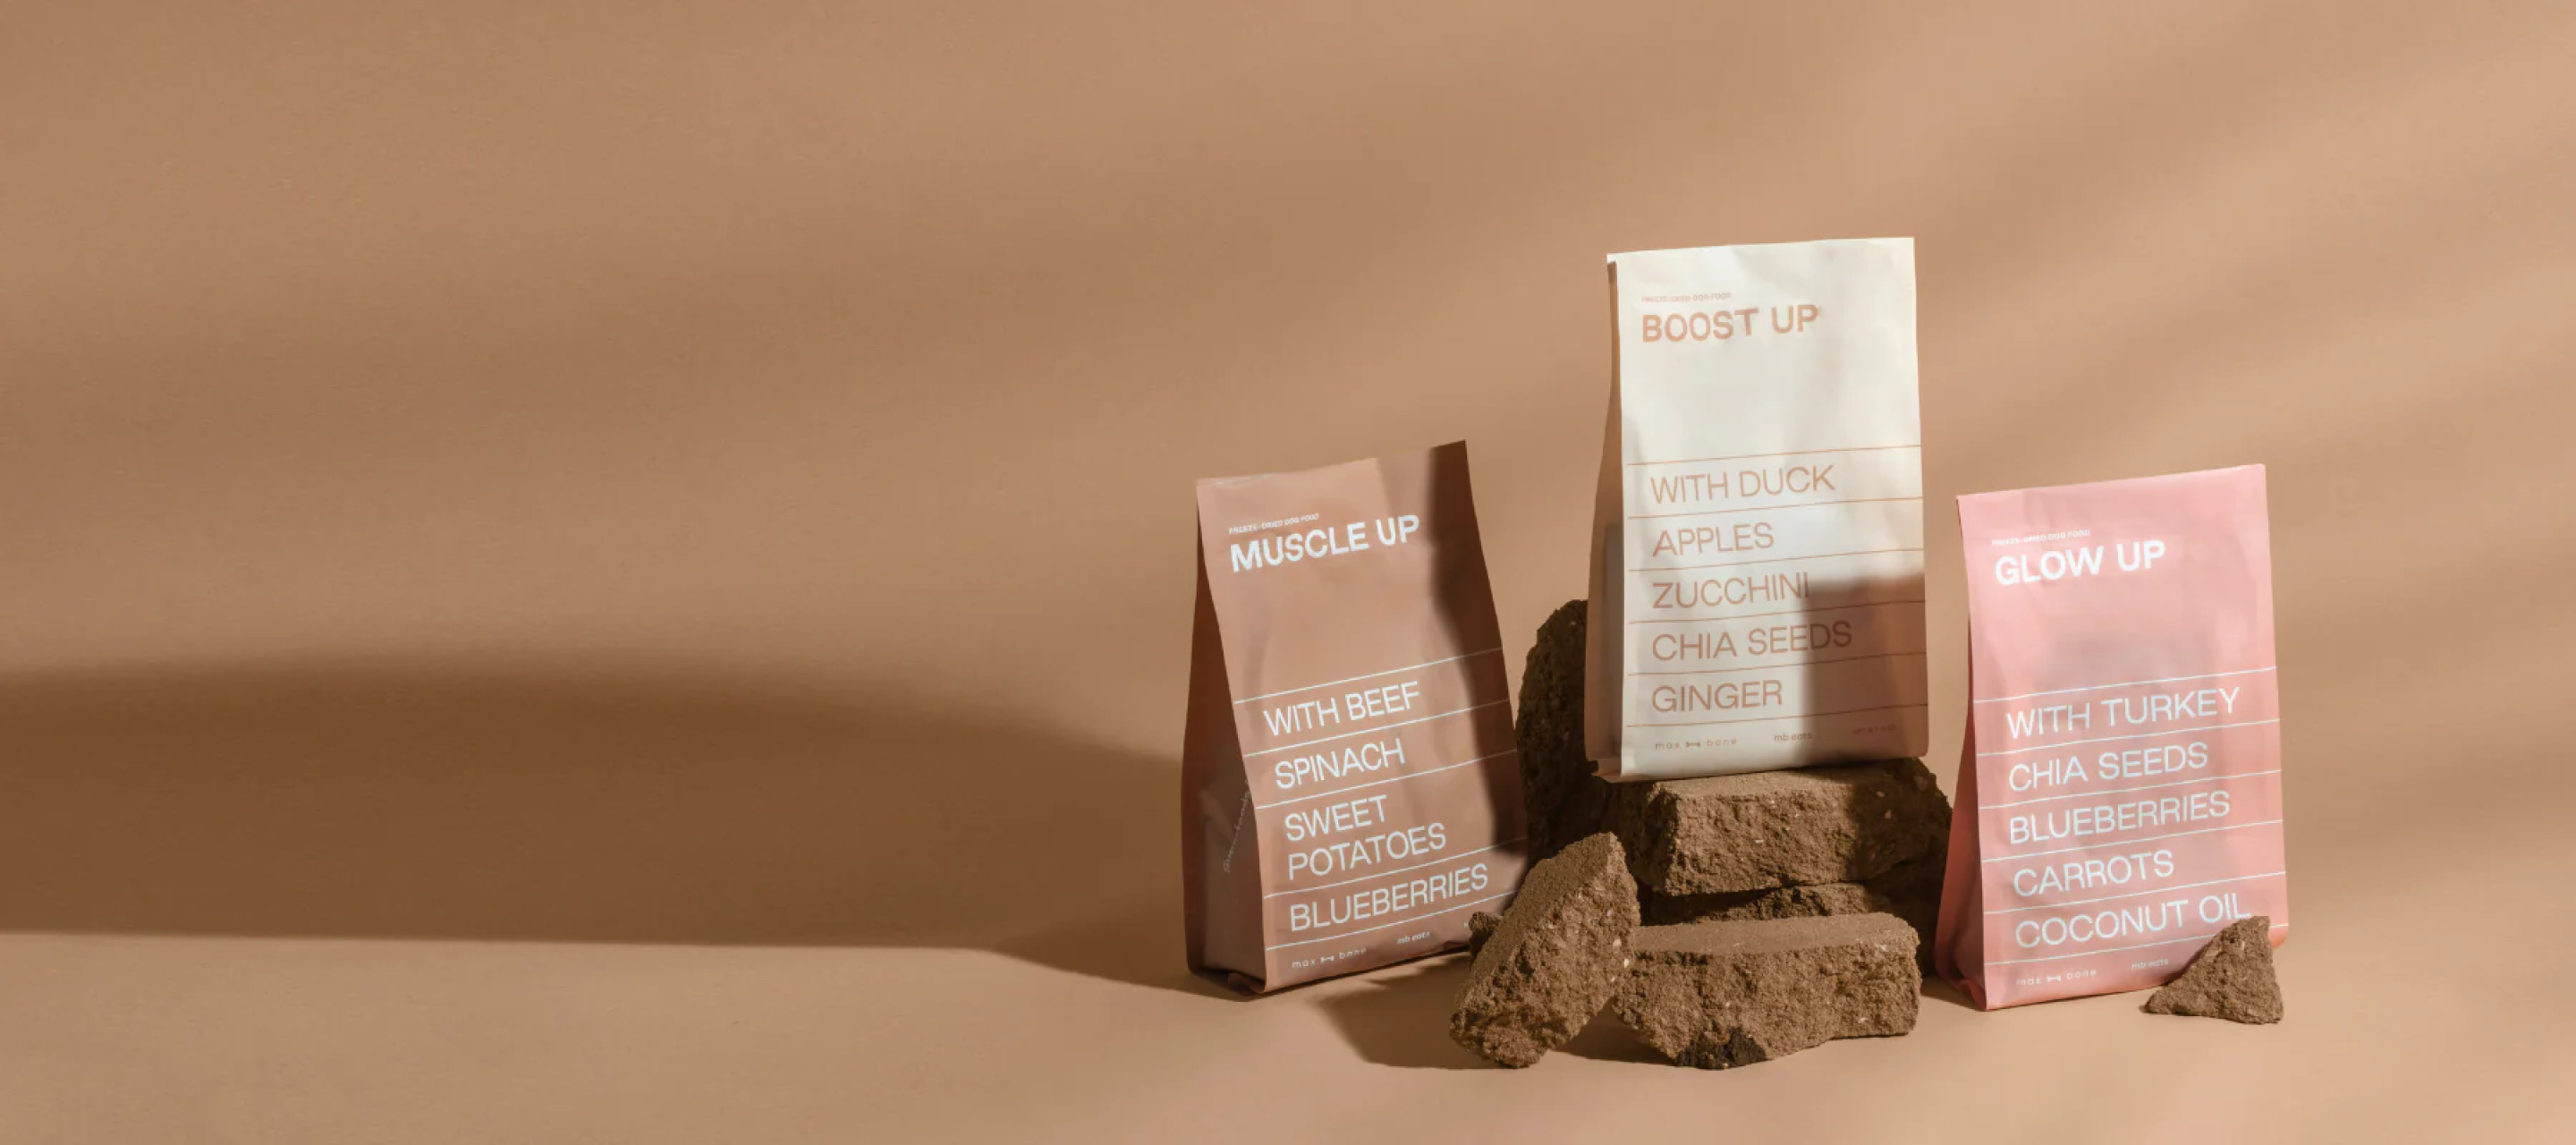 FREEZE-DRIED DOG FOOD
MUSCLE UP
WITH BEEF
SPINACH
SWEET
POTATOES
BLUEBERRIES
max bone
mb eats
FREEZE-DRIED DOG FOOD
BOOST UP
WITH DUCK
APPLES
ZUCCHINI
CHIA SEEDS
GINGER
max bone
mb eats
FREEZE-DRIED DOG FOOD
GLOW UP
WITH TURKEY
CHIA SEEDS
BLUEBERRIES
CARROTS
COCONUT OIL
max bone
mb eats